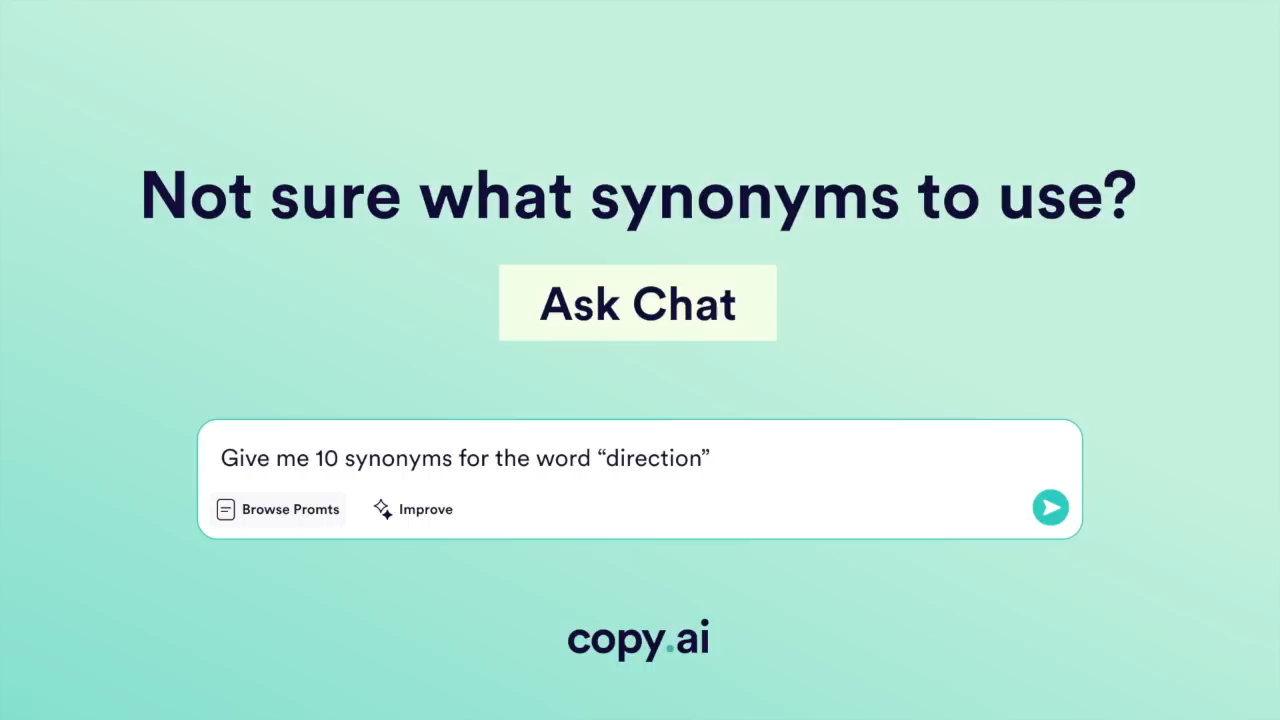 Not sure what synonyms to use?
Ask Chat
Give me 10 synonyms for the word “direction”
Browse Promts Improve
copy.ai